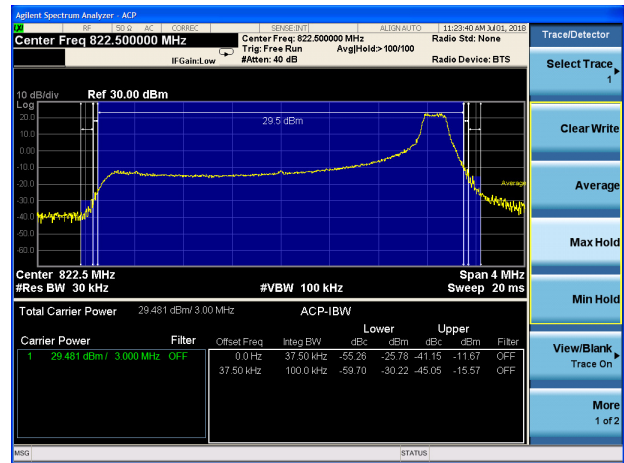 Agilent Spectrum Analyzer - ACP
LXI RF 50 Ω AC CORREC SENSE:INT ALIGN AUTO 11:23:40 AM Jul 01, 2018
Center Freq 822.500000 MHz
Center Freq: 822.500000 MHz Radio Std: None
Trig: Free Run Avg|Hold:> 100/100
IFGain:Low #Atten: 40 dB Radio Device: BTS
10 dB/div Ref 30.00 dBm
Log
20.0
29.5 dBm
10.0
0.00
-10.0
-20.0
Average
-30.0
-40.0
-50.0
-60.0
Center 822.5 MHz Span 4 MHz
#Res BW 30 kHz #VBW 100 kHz Sweep 20 ms
Total Carrier Power 29.481 dBm/ 3.00 MHz ACP-IBW
Lower Upper
Carrier Power Filter Offset Freq Integ BW dBc dBm dBc dBm Filter
1 29.481 dBm / 3.000 MHz OFF 0.0 Hz 37.50 kHz -55.26 -25.78 -41.15 -11.67 OFF
37.50 kHz 100.0 kHz -59.70 -30.22 -45.05 -15.57 OFF
MSG STATUS
Trace/Detector
Select Trace
1
Clear Write
Average
Max Hold
Min Hold
View/Blank
Trace On
More
1 of 2